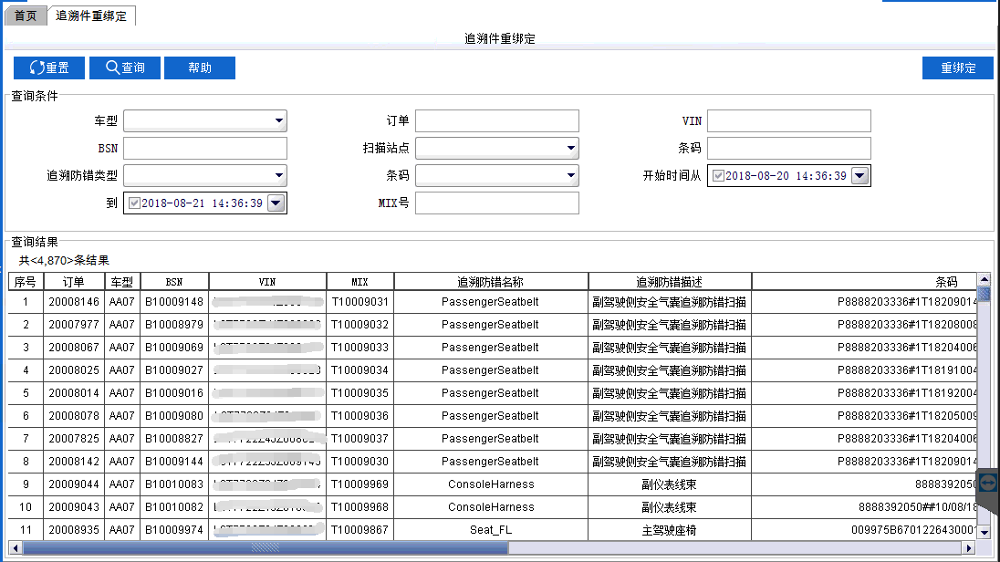 首页 追溯件重绑定
追溯件重绑定
重置 查询 帮助 重绑定
查询条件
车型 订单 VIN
BSN 扫描站点 条码
追溯防错类型 条码 开始时间从 2018-08-20 14:36:39
到 2018-08-21 14:36:39 MIX号
查询结果
共<4,870>条结果
序号 订单 车型 BSN VIN MIX 追溯防错名称 追溯防错描述 条码
1 20008146 AA07 B10009148 T10009031 PassengerSeatbelt 副驾驶侧安全气囊追溯防错扫描 P8888203336#1T18209014
2 20007977 AA07 B10008979 T10009032 PassengerSeatbelt 副驾驶侧安全气囊追溯防错扫描 P8888203336#1T18208008
3 20008067 AA07 B10009069 T10009033 PassengerSeatbelt 副驾驶侧安全气囊追溯防错扫描 P8888203336#1T18204006
4 20008025 AA07 B10009027 T10009034 PassengerSeatbelt 副驾驶侧安全气囊追溯防错扫描 P8888203336#1T18191004
5 20008014 AA07 B10009016 T10009035 PassengerSeatbelt 副驾驶侧安全气囊追溯防错扫描 P8888203336#1T18192004
6 20008078 AA07 B10009080 T10009036 PassengerSeatbelt 副驾驶侧安全气囊追溯防错扫描 P8888203336#1T18205009
7 20007825 AA07 B10008827 T10009037 PassengerSeatbelt 副驾驶侧安全气囊追溯防错扫描 P8888203336#1T18204006
8 20008142 AA07 B10009144 T10009030 PassengerSeatbelt 副驾驶侧安全气囊追溯防错扫描 P8888203336#1T18209014
9 20009044 AA07 B10010083 T10009969 ConsoleHarness 副仪表线束 8888392050
10 20009043 AA07 B10010082 T10009968 ConsoleHarness 副仪表线束 8888392050##10/08/18
11 20008935 AA07 B10009974 T10009867 Seat_FL 主驾驶座椅 009975B6701226430001